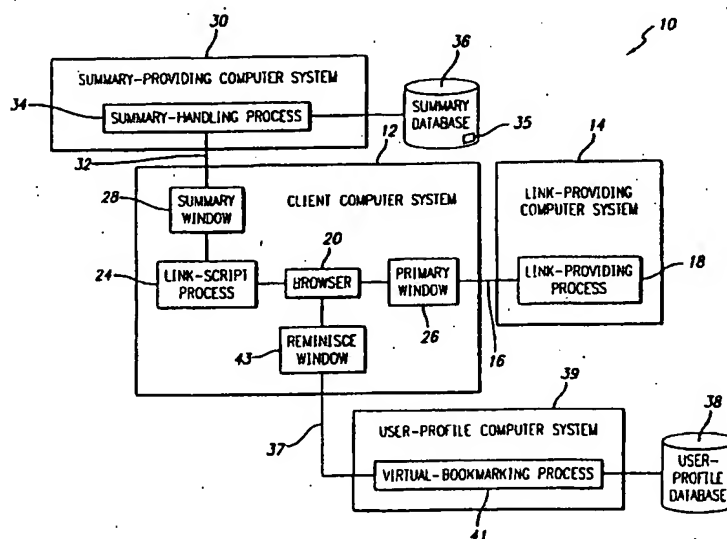 30
36
10
SUMMARY-PROVIDING COMPUTER SYSTEM
34
SUMMARY-HANDLING PROCESS
SUMMARY
DATABASE
35
32
12
14
28
SUMMARY
WINDOW
CLIENT COMPUTER SYSTEM
LINK-PROVIDING
COMPUTER SYSTEM
20
24
LINK-SCRIPT
PROCESS
BROWSER
PRIMARY
WINDOW
LINK-PROVIDING
PROCESS
18
26
16
43
REMINISCE
WINDOW
39
38
37
USER-PROFILE COMPUTER SYSTEM
VIRTUAL-BOOKMARKING PROCESS
USER-
PROFILE
DATABASE
41